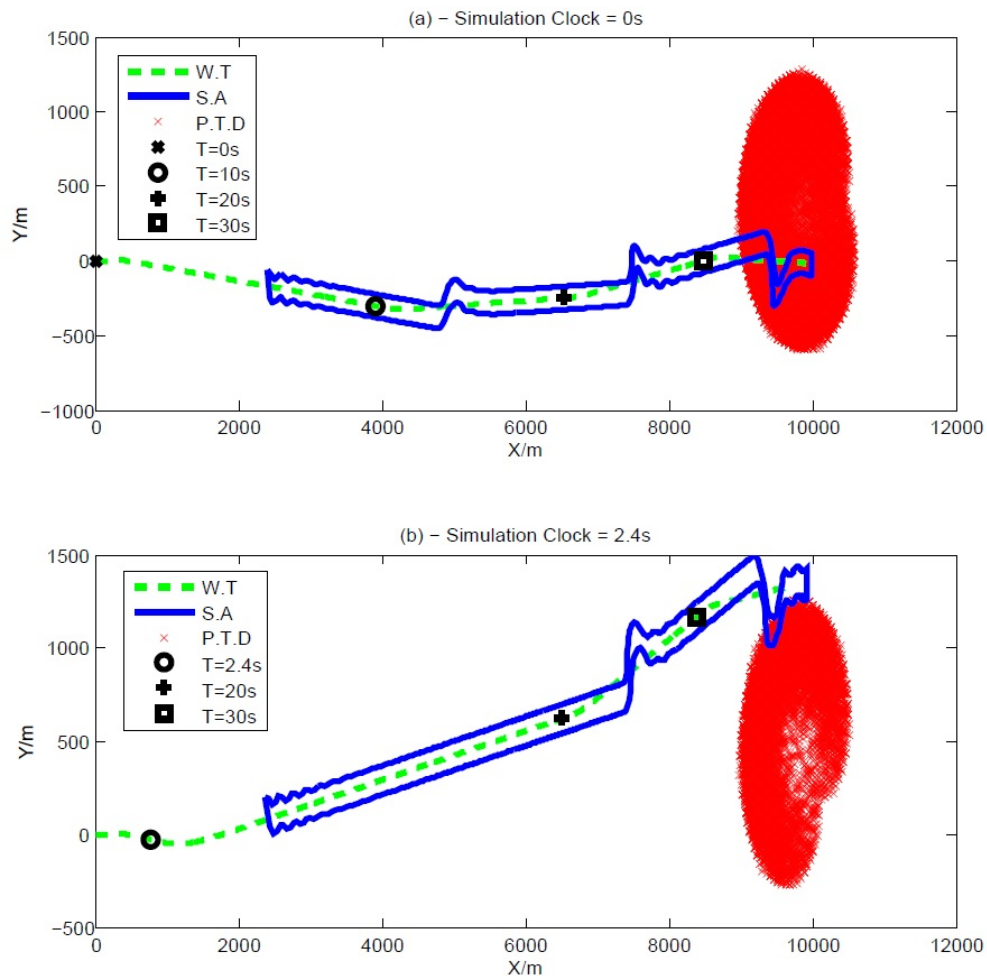 (a) − Simulation Clock = 0s
1500
1000
500
0
−500
−1000
Y/m
W.T
S.A
P.T.D
T=0s
T=10s
T=20s
T=30s
0 2000 4000 6000 8000 10000 12000
X/m
(b) − Simulation Clock = 2.4s
1500
1000
500
0
−500
Y/m
W.T
S.A
P.T.D
T=2.4s
T=20s
T=30s
0 2000 4000 6000 8000 10000 12000
X/m